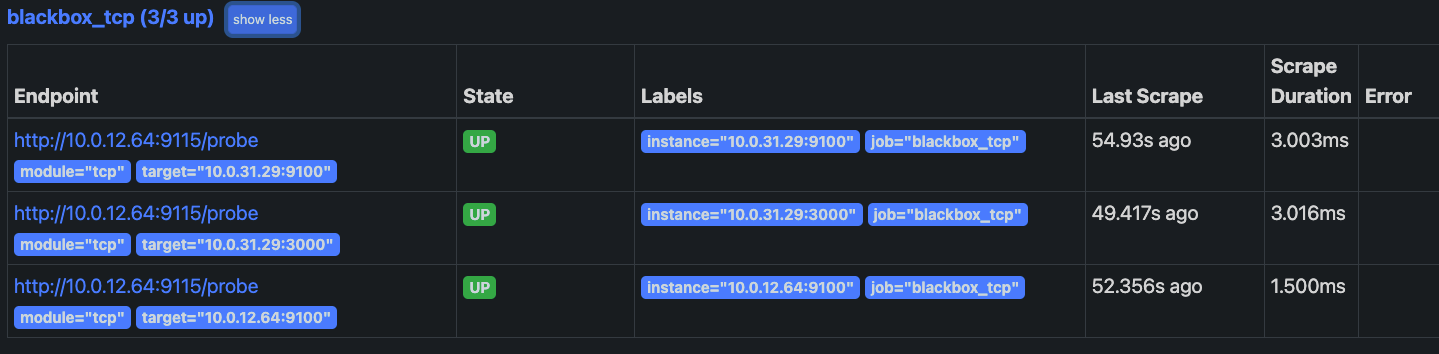 blackbox_tcp (3/3 up) show less
Endpoint State Labels Last Scrape Scrape Duration Error
http://10.0.12.64:9115/probe UP instance="10.0.31.29:9100" job="blackbox_tcp" 54.93s ago 3.003ms
module="tcp" target="10.0.31.29:9100"
http://10.0.12.64:9115/probe UP instance="10.0.31.29:3000" job="blackbox_tcp" 49.417s ago 3.016ms
module="tcp" target="10.0.31.29:3000"
http://10.0.12.64:9115/probe UP instance="10.0.12.64:9100" job="blackbox_tcp" 52.356s ago 1.500ms
module="tcp" target="10.0.12.64:9100"